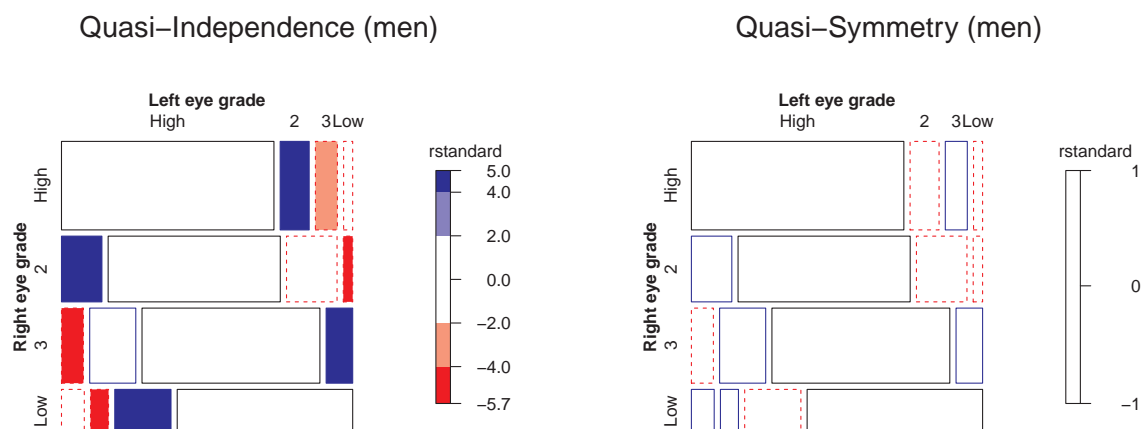 Quasi−Independence (men)
Left eye grade
High 2 3 Low
Right eye grade
High
2
3
Low
rstandard
5.0
4.0
2.0
0.0
−2.0
−4.0
−5.7
Quasi−Symmetry (men)
Left eye grade
High 2 3 Low
Right eye grade
High
2
3
Low
rstandard
1
0
−1